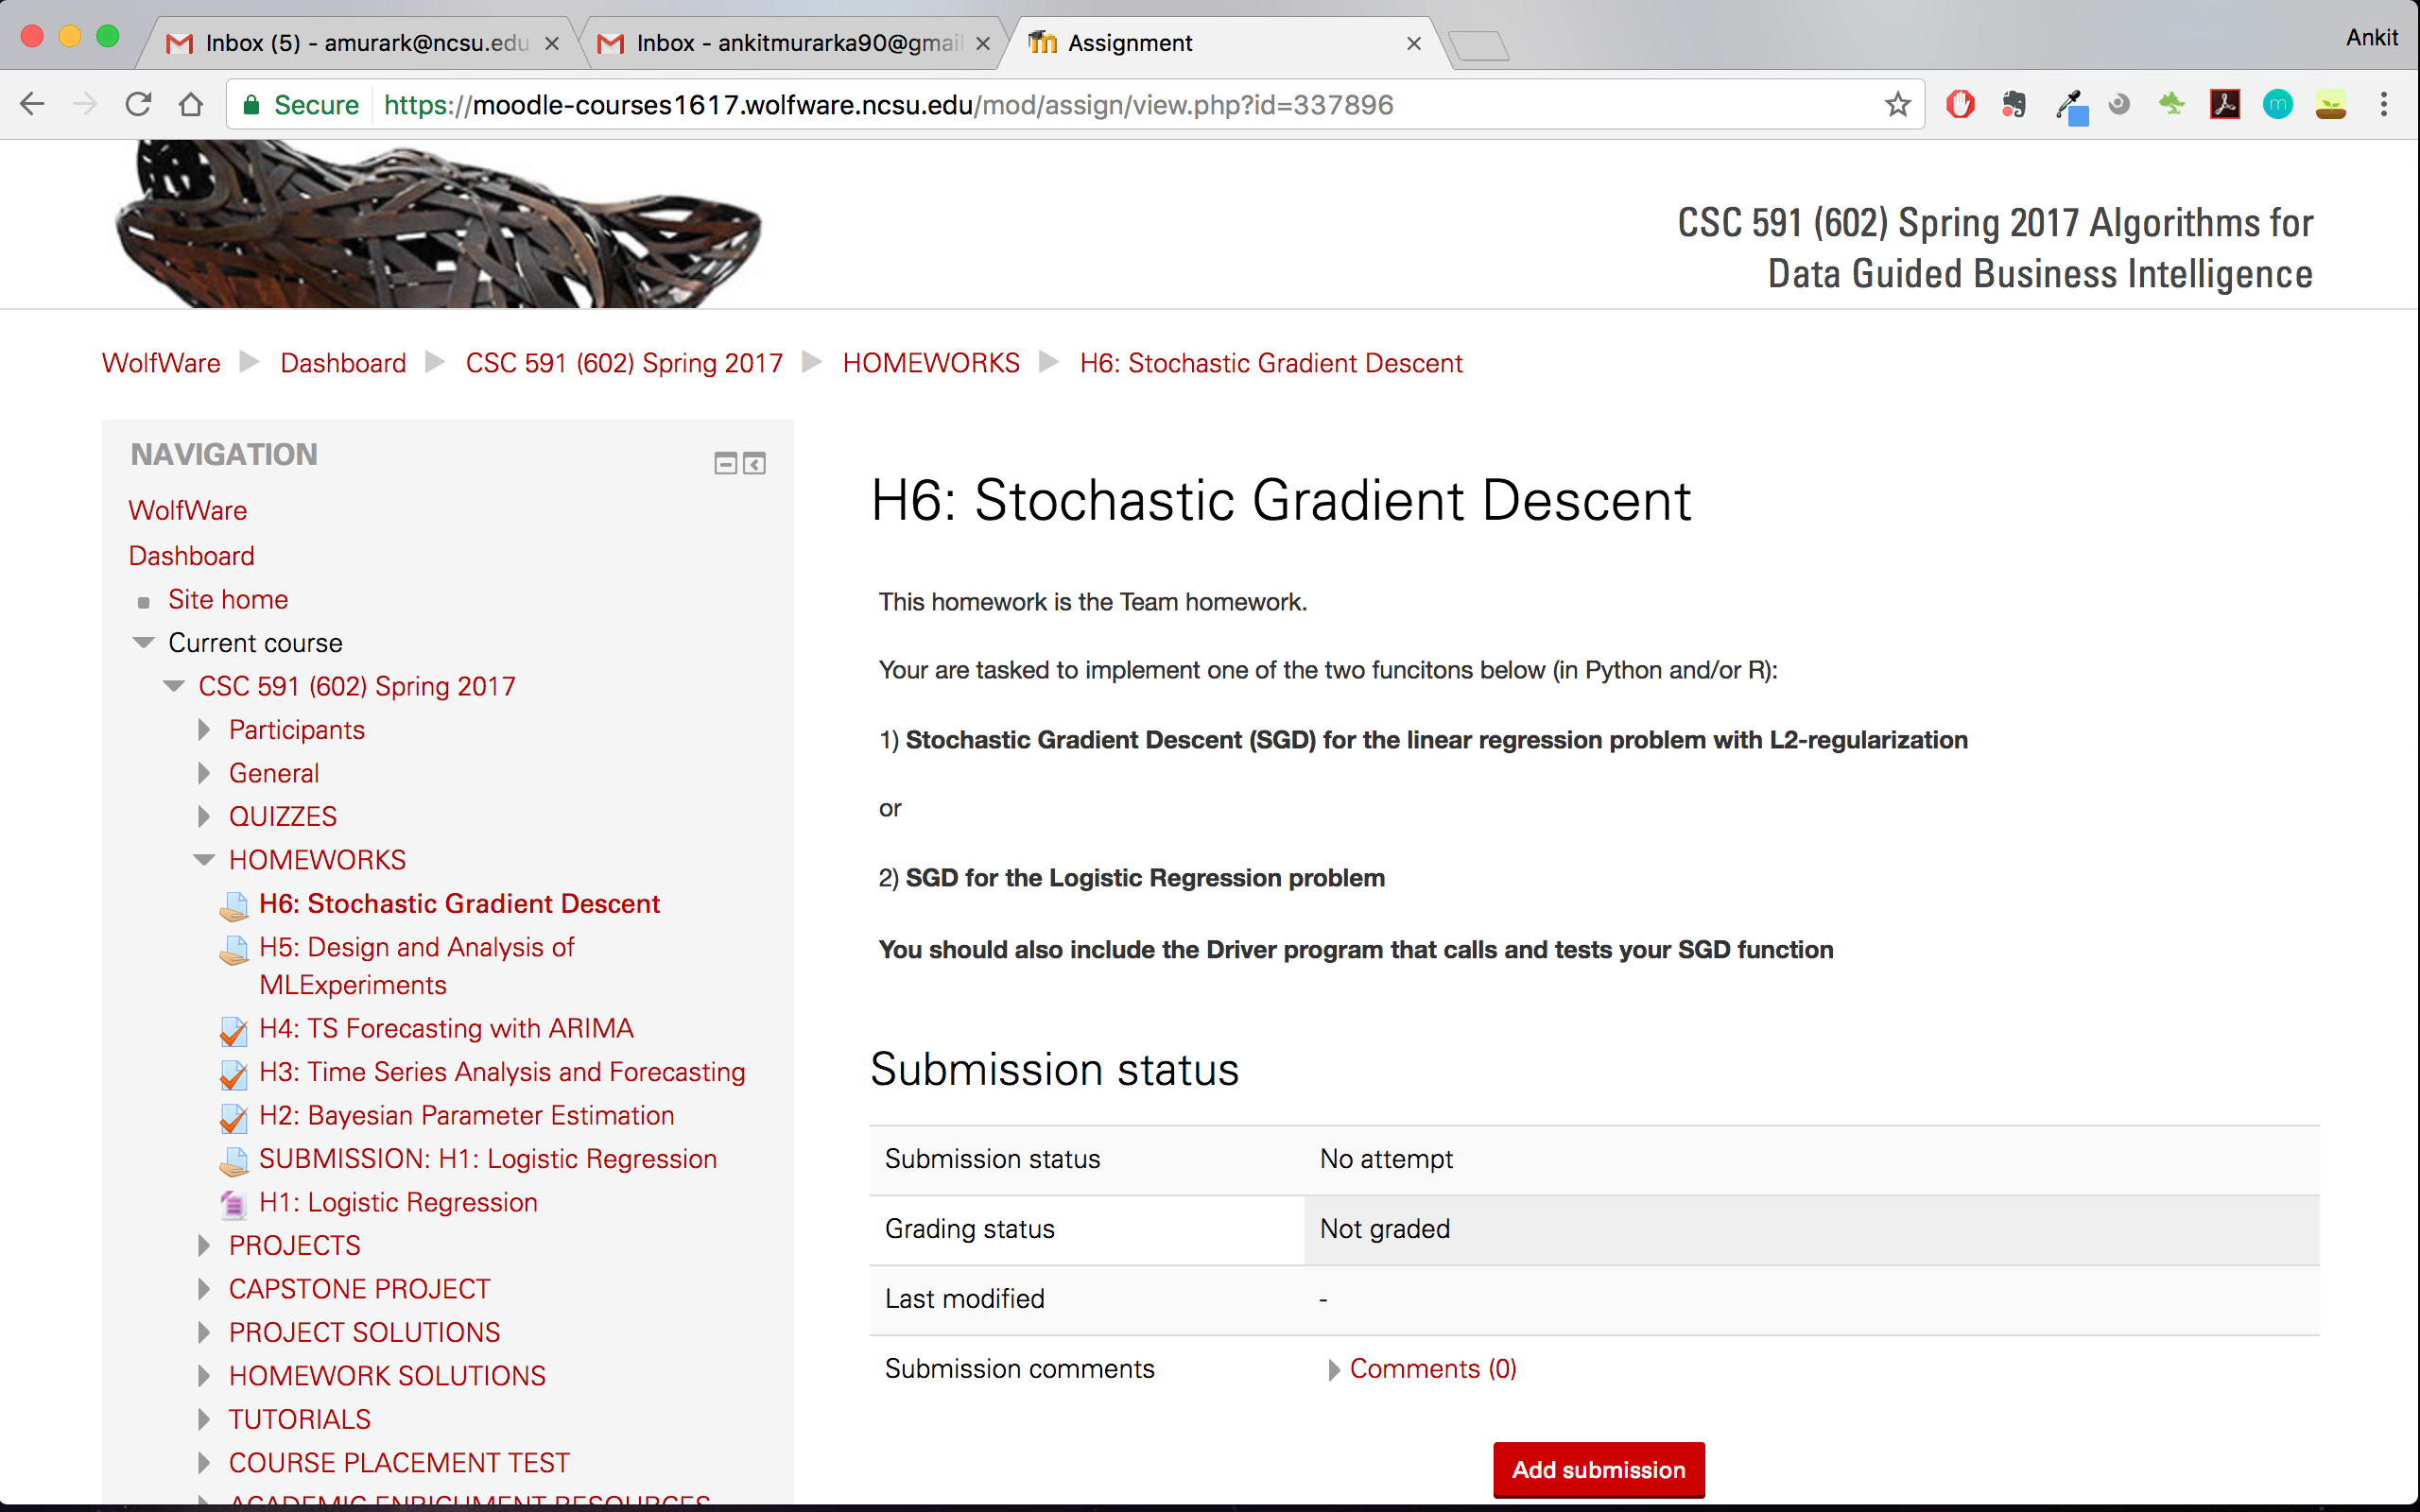 Inbox (5) - amurark@ncsu.edu
Inbox - ankitmurarka90@gmail
Assignment
Ankit
Secure
https://moodle-courses1617.wolfware.ncsu.edu/mod/assign/view.php?id=337896
CSC 591 (602) Spring 2017 Algorithms for
Data Guided Business Intelligence
WolfWare Dashboard CSC 591 (602) Spring 2017 HOMEWORKS H6: Stochastic Gradient Descent
NAVIGATION
WolfWare
Dashboard
Site home
Current course
CSC 591 (602) Spring 2017
Participants
General
QUIZZES
HOMEWORKS
H6: Stochastic Gradient Descent
H5: Design and Analysis of
MLExperiments
H4: TS Forecasting with ARIMA
H3: Time Series Analysis and Forecasting
H2: Bayesian Parameter Estimation
SUBMISSION: H1: Logistic Regression
H1: Logistic Regression
PROJECTS
CAPSTONE PROJECT
PROJECT SOLUTIONS
HOMEWORK SOLUTIONS
TUTORIALS
COURSE PLACEMENT TEST
ACADEMIC ENRICHMENT RESOURCES
H6: Stochastic Gradient Descent
This homework is the Team homework.
Your are tasked to implement one of the two funcitons below (in Python and/or R):
1) Stochastic Gradient Descent (SGD) for the linear regression problem with L2-regularization
or
2) SGD for the Logistic Regression problem
You should also include the Driver program that calls and tests your SGD function
Submission status
Submission status No attempt
Grading status Not graded
Last modified -
Submission comments Comments (0)
Add submission